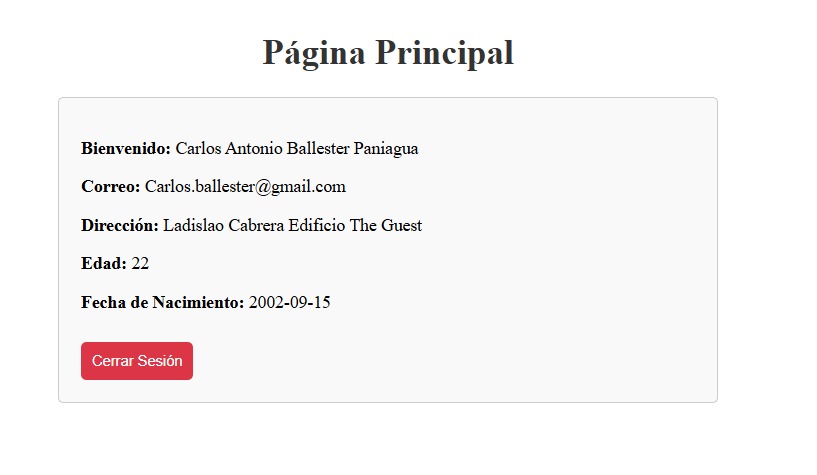 Página Principal
Bienvenido: Carlos Antonio Ballester Paniagua
Correo: Carlos.ballester@gmail.com
Dirección: Ladislao Cabrera Edificio The Guest
Edad: 22
Fecha de Nacimiento: 2002-09-15
Cerrar Sesión